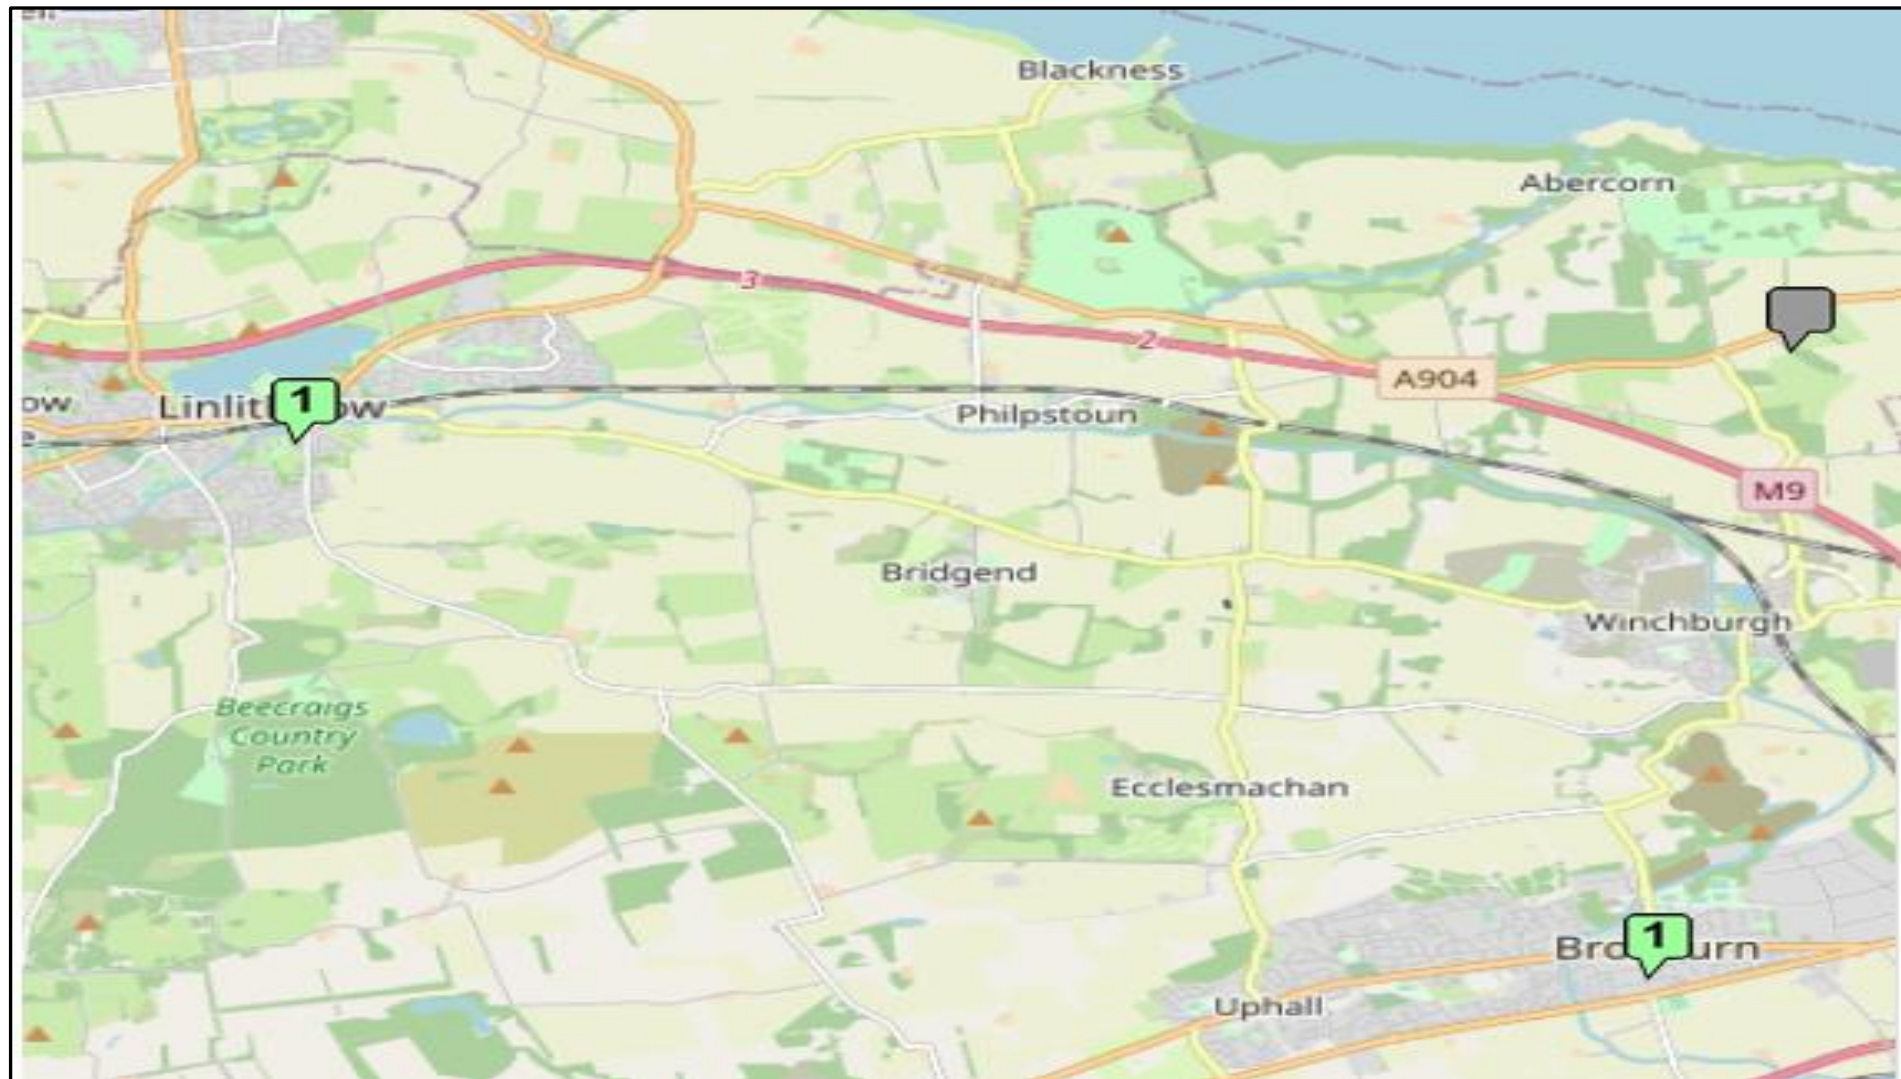 Blackness
Abercorn
3
2
A904
1
Philpstoun
M9
Bridgend
Winchburgh
Beecraigs
Country
Park
Ecclesmachan
1
Uphall